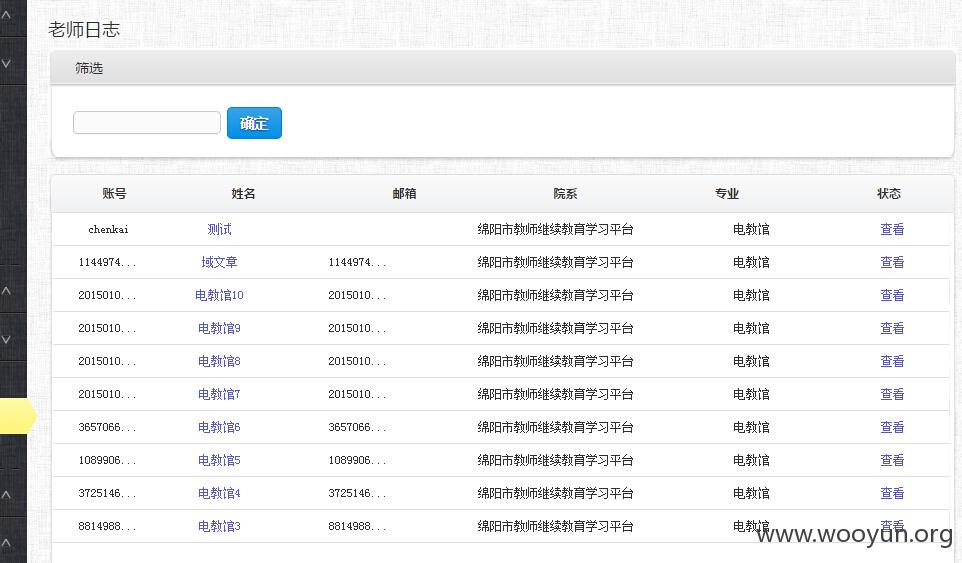 老师日志
筛选
确定
账号 姓名 邮箱 院系 专业 状态
chenkai 测试 绵阳市教师继续教育学习平台 电教馆 查看
1144974... 域文章 1144974... 绵阳市教师继续教育学习平台 电教馆 查看
2015010... 电教馆10 2015010... 绵阳市教师继续教育学习平台 电教馆 查看
2015010... 电教馆9 2015010... 绵阳市教师继续教育学习平台 电教馆 查看
2015010... 电教馆8 2015010... 绵阳市教师继续教育学习平台 电教馆 查看
2015010... 电教馆7 2015010... 绵阳市教师继续教育学习平台 电教馆 查看
3657066... 电教馆6 3657066... 绵阳市教师继续教育学习平台 电教馆 查看
1089906... 电教馆5 1089906... 绵阳市教师继续教育学习平台 电教馆 查看
3725146... 电教馆4 3725146... 绵阳市教师继续教育学习平台 电教馆 查看
8814988... 电教馆3 8814988... 绵阳市教师继续教育学习平台 电教馆 查看
www.wooyun.org